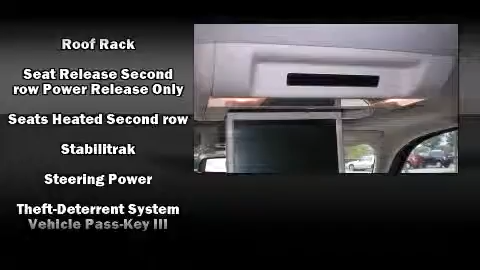 Roof Rack
Seat Release Second
row Power Release Only
Seats Heated Second row
Stabilitrak
Steering Power
Theft-Deterrent System
Vehicle Pass-Key III